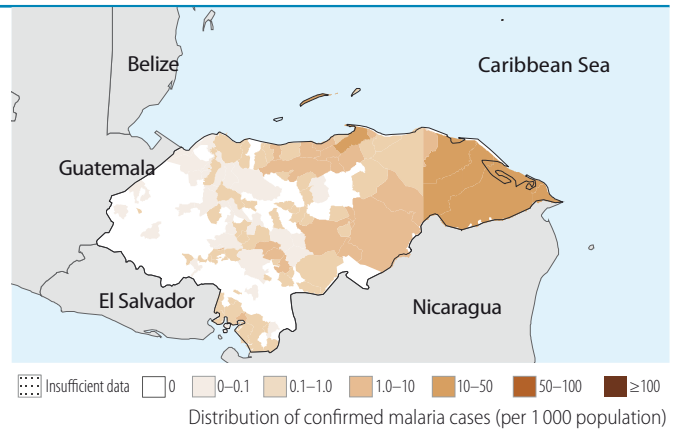 Belize
Caribbean Sea
Guatemala
El Salvador
Nicaragua
Insufficient data 0 0–0.1 0.1–1.0 1.0–10 10–50 50–100 ≥100
Distribution of confirmed malaria cases (per 1 000 population)